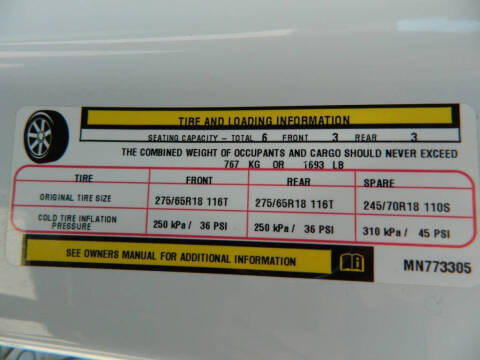 TIRE AND LOADING INFORMATION
SEATING CAPACITY – TOTAL 6 FRONT 3 REAR 3
THE COMBINED WEIGHT OF OCCUPANTS AND CARGO SHOULD NEVER EXCEED
767 KG OR 1693 LB
TIRE FRONT REAR SPARE
ORIGINAL TIRE SIZE 275/65R18 116T 275/65R18 116T 245/70R18 110S
COLD TIRE INFLATION PRESSURE 250 kPa / 36 PSI 250 kPa / 36 PSI 310 kPa / 45 PSI
SEE OWNERS MANUAL FOR ADDITIONAL INFORMATION
MN773305